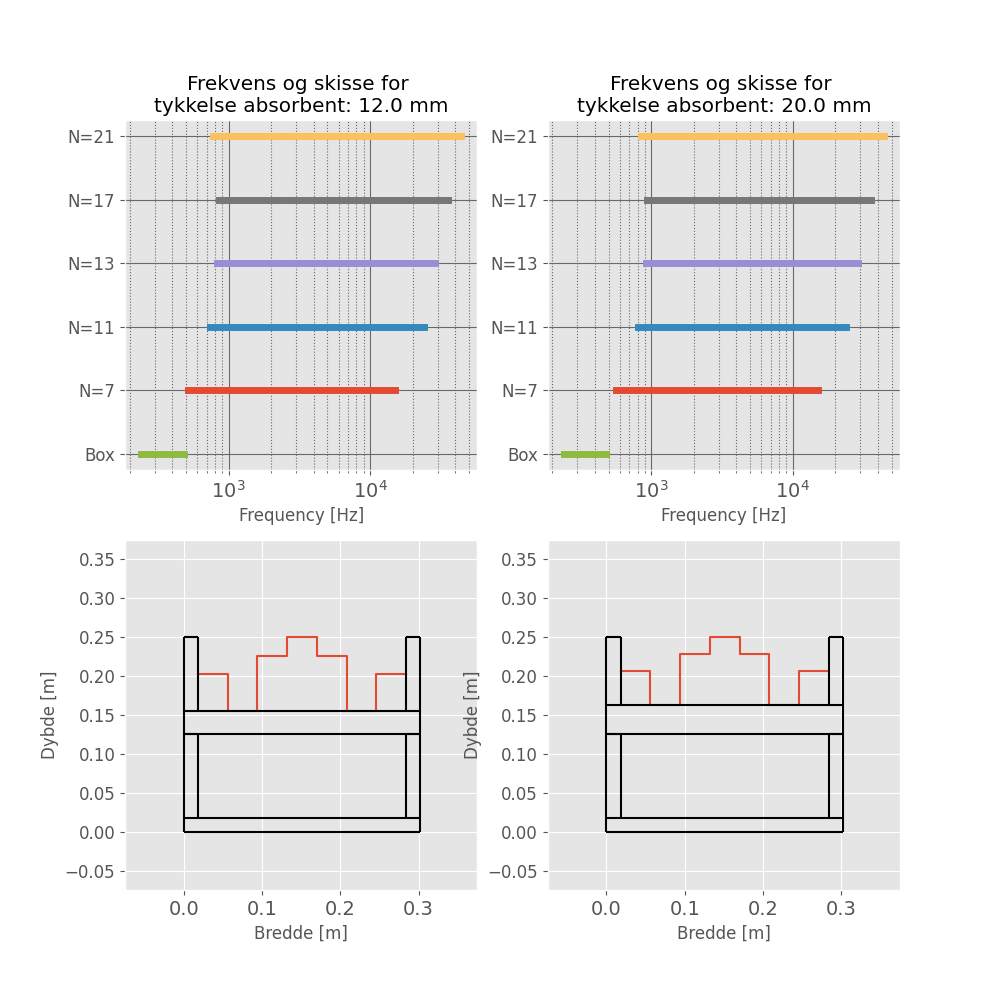 Frekvens og skisse for
tykkelse absorbent: 12.0 mm
N=21
N=17
N=13
N=11
N=7
Box
10³ 10⁴
Frequency [Hz]
Frekvens og skisse for
tykkelse absorbent: 20.0 mm
N=21
N=17
N=13
N=11
N=7
Box
10³ 10⁴
Frequency [Hz]
Dybde [m]
0.35
0.30
0.25
0.20
0.15
0.10
0.05
0.00
−0.05
0.0 0.1 0.2 0.3
Bredde [m]
Dybde [m]
0.35
0.30
0.25
0.20
0.15
0.10
0.05
0.00
−0.05
0.0 0.1 0.2 0.3
Bredde [m]